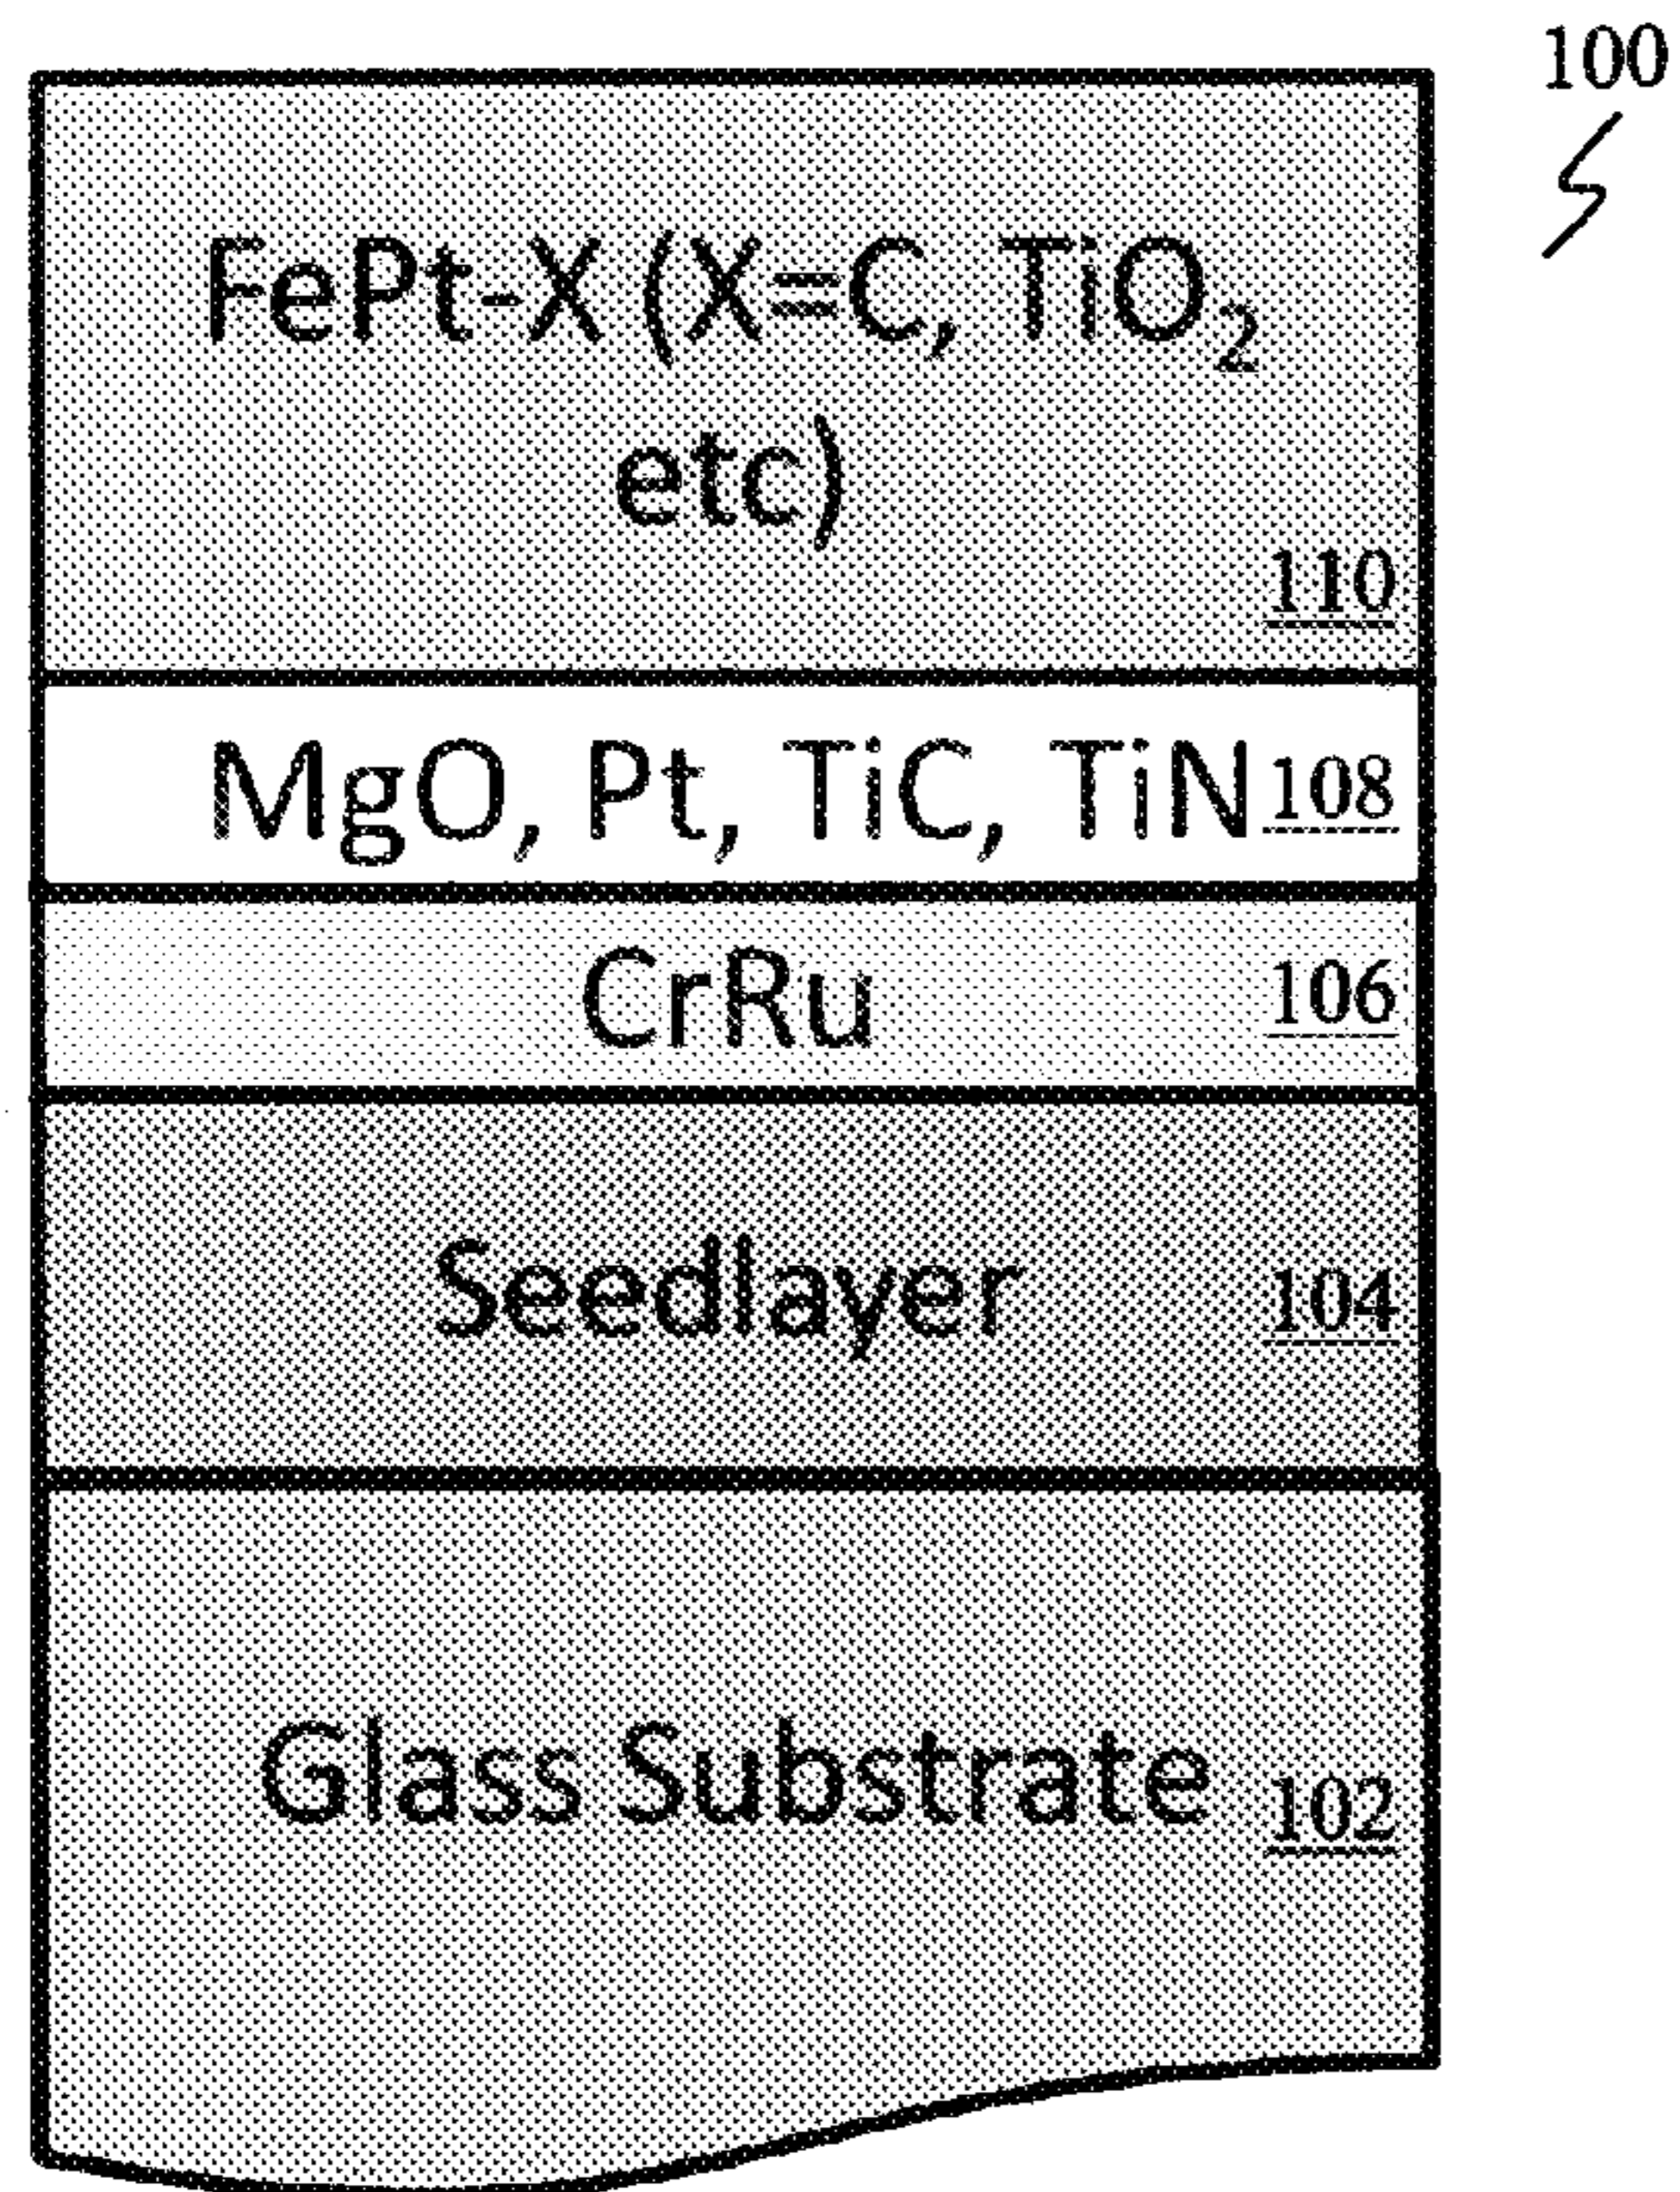 100
FePt-X (X=C, TiO₂
etc)
110
MgO, Pt, TiC, TiN 108
CrRu 106
Seedlayer 104
Glass Substrate 102